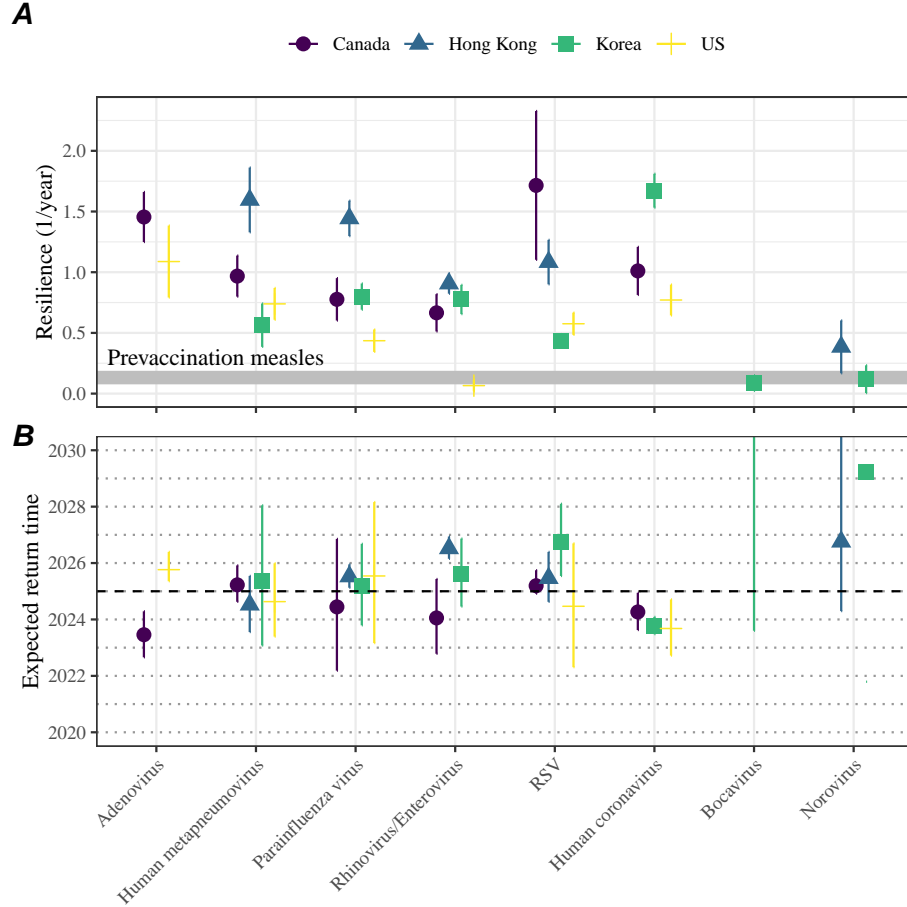 A
Canada Hong Kong Korea US
Resilience (1/year)
2.0
1.5
1.0
0.5
0.0
Prevaccination measles
B
Expected return time
2030
2028
2026
2024
2022
2020
Adenovirus
Human metapneumovirus
Parainfluenza virus
Rhinovirus/Enterovirus
RSV
Human coronavirus
Bocavirus
Norovirus